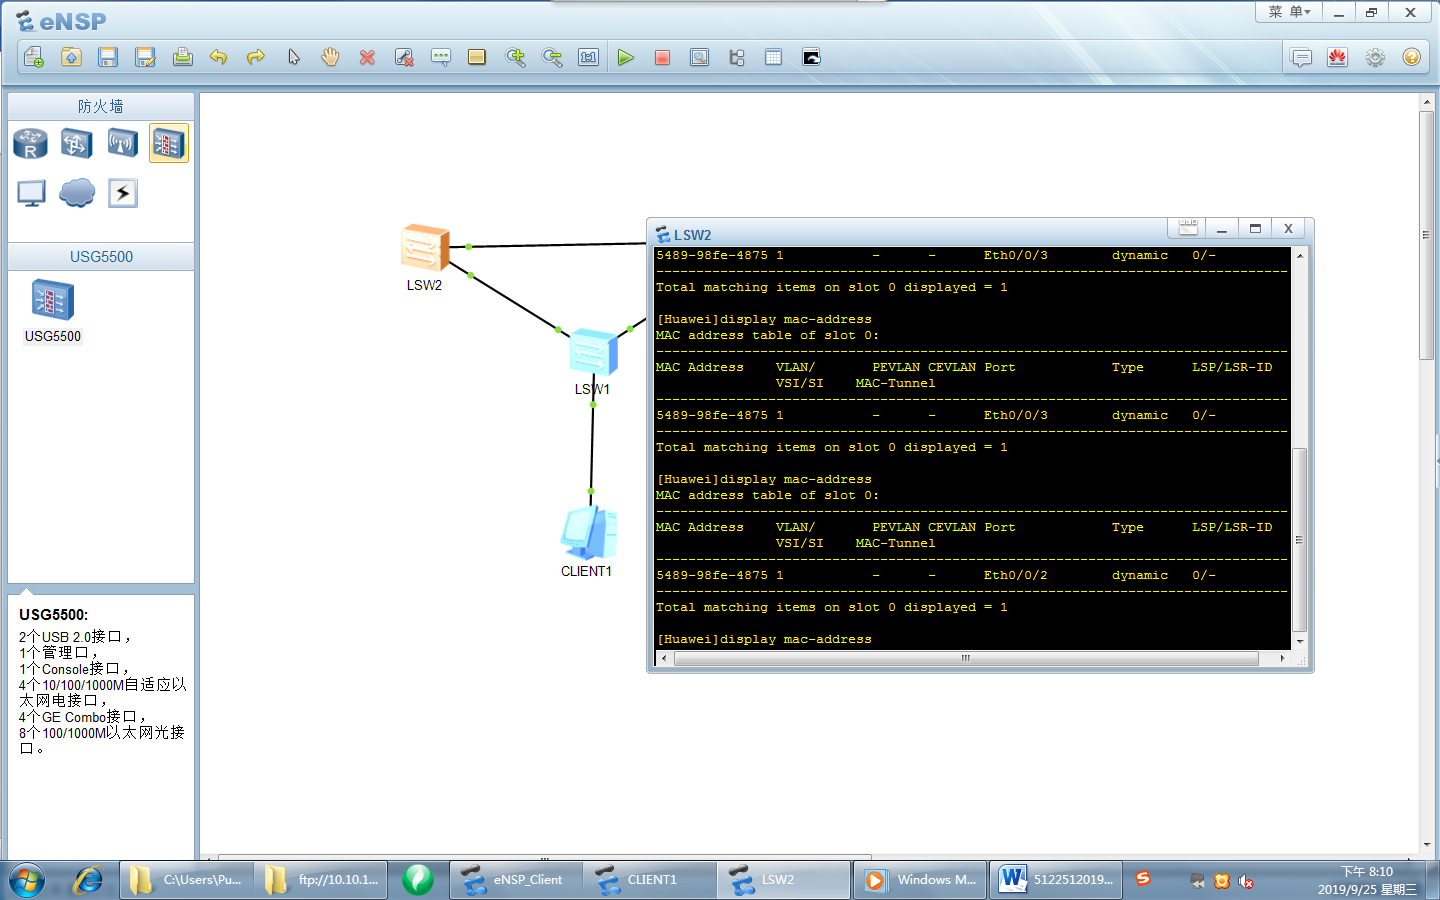 eNSP
菜 单
防火墙
R
USG5500
USG5500
USG5500:
2个USB 2.0接口，
1个管理口，
1个Console接口，
4个10/100/1000M自适应以
太网电接口，
4个GE Combo接口，
8个100/1000M以太网光接
口。
LSW2
LSW1
CLIENT1
LSW2
5489-98fe-4875 1 - - Eth0/0/3 dynamic 0/-
-------------------------------------------------------------------------------
Total matching items on slot 0 displayed = 1
[Huawei]display mac-address
MAC address table of slot 0:
-------------------------------------------------------------------------------
MAC Address VLAN/ PEVLAN CEVLAN Port Type LSP/LSR-ID
VSI/SI MAC-Tunnel
-------------------------------------------------------------------------------
5489-98fe-4875 1 - - Eth0/0/3 dynamic 0/-
-------------------------------------------------------------------------------
Total matching items on slot 0 displayed = 1
[Huawei]display mac-address
MAC address table of slot 0:
-------------------------------------------------------------------------------
MAC Address VLAN/ PEVLAN CEVLAN Port Type LSP/LSR-ID
VSI/SI MAC-Tunnel
-------------------------------------------------------------------------------
5489-98fe-4875 1 - - Eth0/0/2 dynamic 0/-
-------------------------------------------------------------------------------
Total matching items on slot 0 displayed = 1
[Huawei]display mac-address
C:\Users\Pu...
ftp://10.10.1...
eNSP_Client
CLIENT1
LSW2
Windows M...
5122512019...
下午 8:10
2019/9/25 星期三